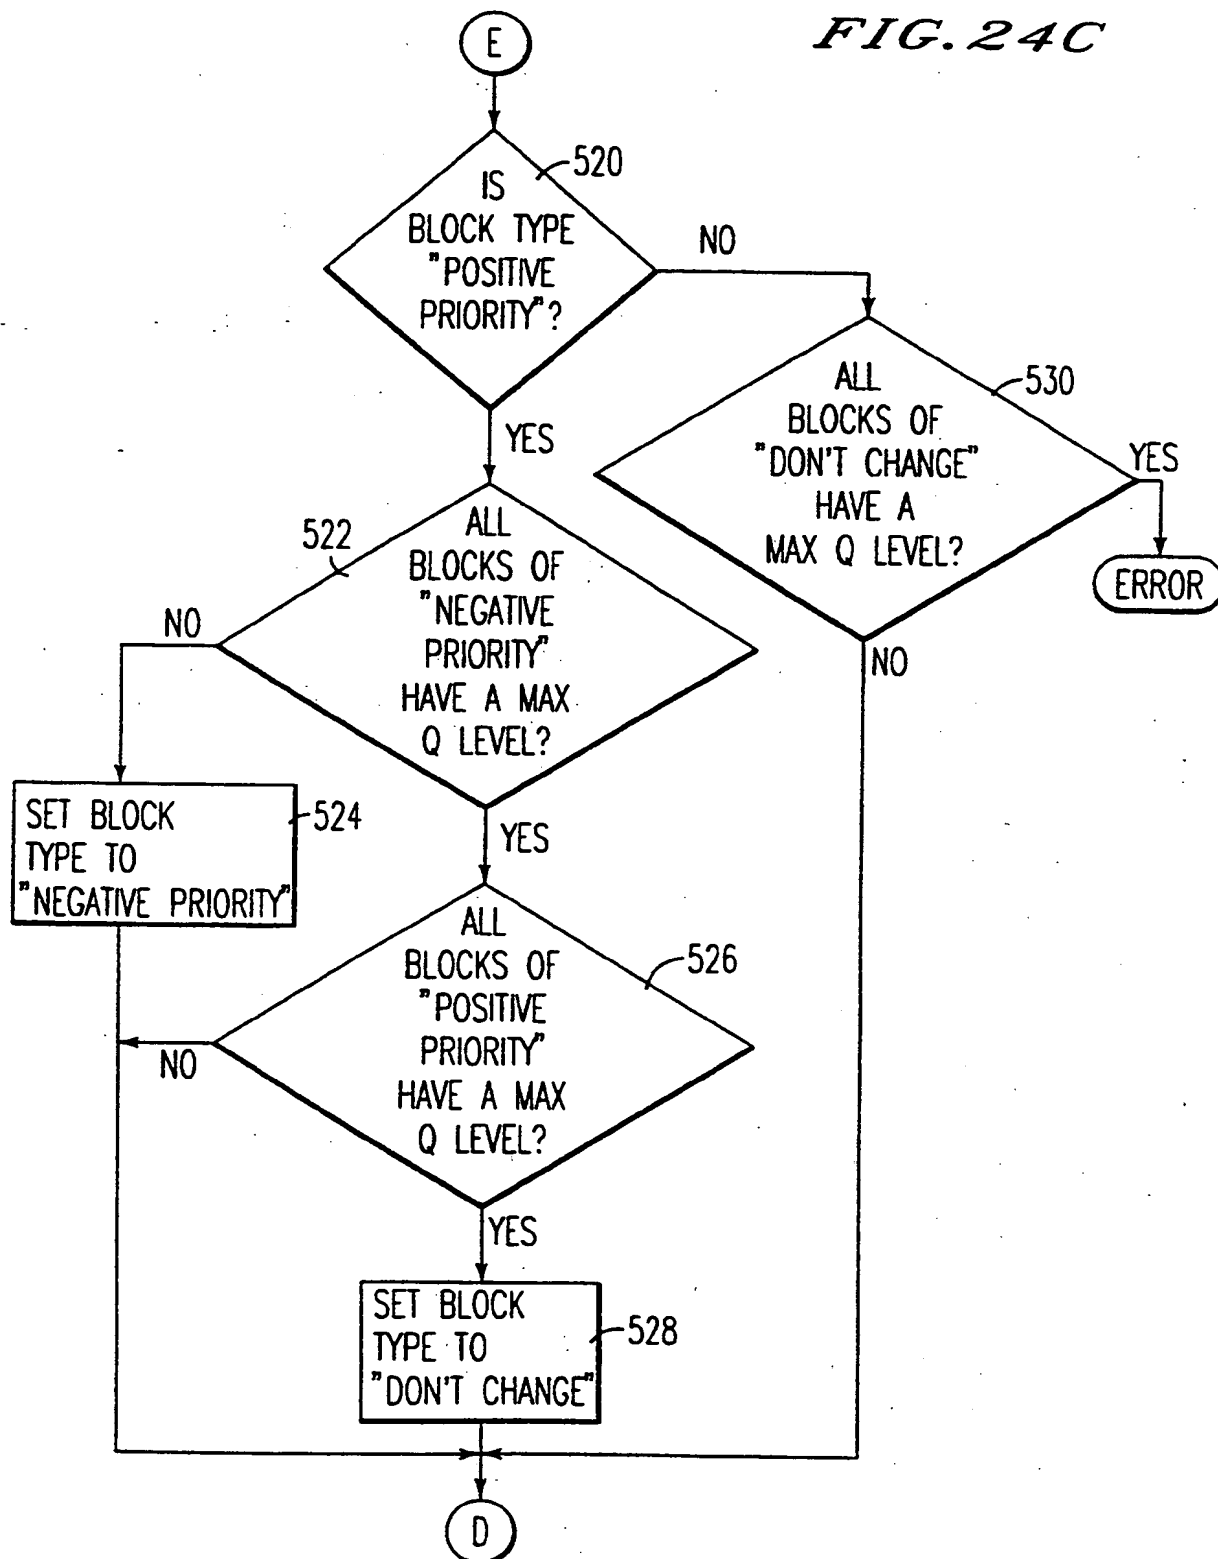 FIG. 24C
E
520
IS
BLOCK TYPE
"POSITIVE
PRIORITY"?
NO
YES
530
ALL
BLOCKS OF
"DON'T CHANGE"
HAVE A
MAX Q LEVEL?
YES
ERROR
NO
522
ALL
BLOCKS OF
"NEGATIVE
PRIORITY"
HAVE A MAX
Q LEVEL?
NO
YES
SET BLOCK
TYPE TO
"NEGATIVE PRIORITY"
524
526
ALL
BLOCKS OF
"POSITIVE
PRIORITY"
HAVE A MAX
Q LEVEL?
NO
YES
SET BLOCK
TYPE TO
"DON'T CHANGE"
528
D